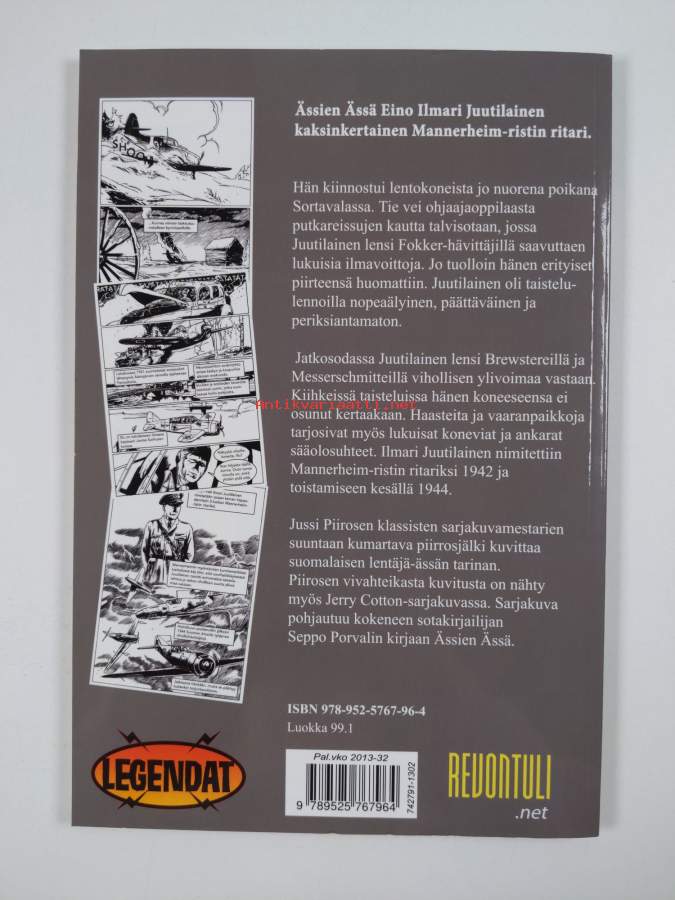 Ässien Ässä Eino Ilmari Juutilainen
kaksinkertainen Mannerheim-ristin ritari.
Hän kiinnostui lentokoneista jo nuorena poikana
Sortavalassa. Tie vei ohjaajaoppilaasta
putkareissujen kautta talvisotaan, jossa
Juutilainen lensi Fokker-hävittäjillä saavuttaen
lukuisia ilmavoittoja. Jo tuolloin hänen erityiset
piirteensä huomattiin. Juutilainen oli taistelu-
lennoilla nopeaälyinen, päättäväinen ja
periksiantamaton.
Jatkosodassa Juutilainen lensi Brewstereillä ja
Messerschmitteillä vihollisen ylivoimaa vastaan.
Kiihkeissä taisteluissa hänen koneeseensa ei
osunut kertaakaan. Haasteita ja vaaranpaikkoja
tarjosivat myös lukuisat koneviat ja ankarat
sääolosuhteet. Ilmari Juutilainen nimitettiin
Mannerheim-ristin ritariksi 1942 ja
toistamiseen kesällä 1944.
Jussi Piirosen klassisten sarjakuvamestarien
suuntaan kumartava piirrosjälki kuvittaa
suomalaisen lentäjä-ässän tarinan.
Piirosen vivahteikasta kuvitusta on nähty
myös Jerry Cotton-sarjakuvassa. Sarjakuva
pohjautuu kokeneen sotakirjailijan
Seppo Porvalin kirjaan Ässien Ässä.
ISBN 978-952-5767-96-4
Luokka 99.1
Pal.vko 2013-32
9 789525 767964
742791-1302
LEGENDAT
REVONTULI
.net
SHOOM
Antikvariaatti.net